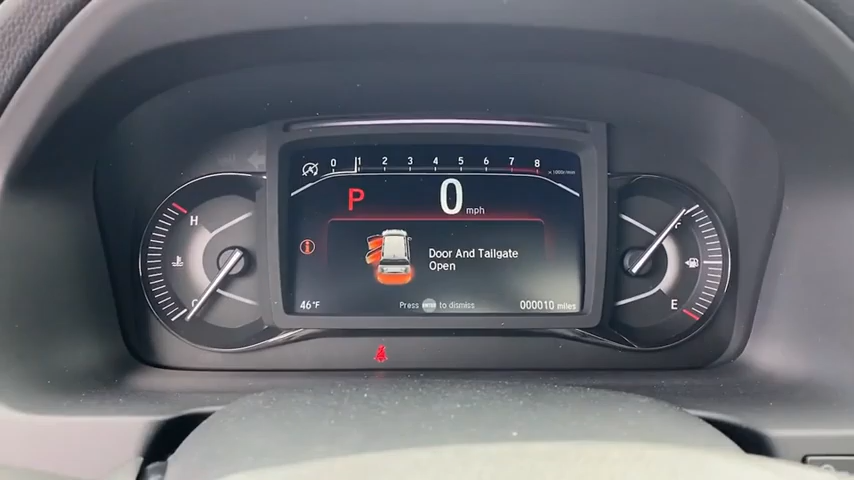 0 1 2 3 4 5 6 7 8
x 1000r/min
P 0 mph
H
F
Door And Tailgate
Open
C
E
46°F
Press ENTER to dismiss
000010 miles